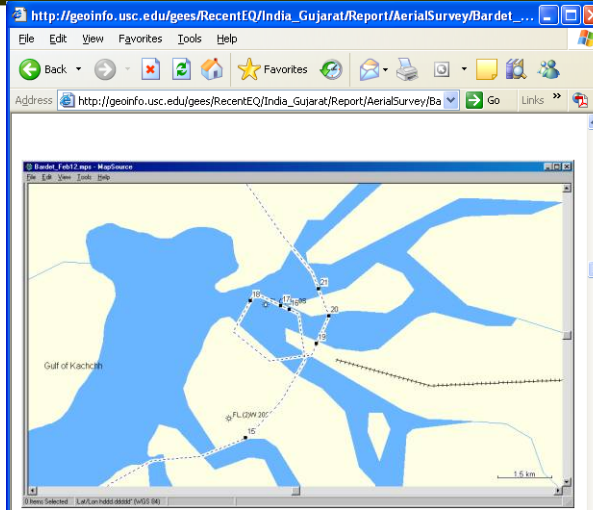 http://geoinfo.usc.edu/gees/RecentEQ/India_Gujarat/Report/AerialSurvey/Bardet_...
File Edit View Favorites Tools Help
Back Favorites
Address http://geoinfo.usc.edu/gees/RecentEQ/India_Gujarat/Report/AerialSurvey/Ba Go Links »
Bardet_Feb12.mps - MapSource
File Edit View Tools Help
21
18
17
20
19
Gulf of Kachchh
FL.(2)W 20
15
1.5 km
0 Items Selected Lat/Lon hddd.ddddd° (WGS 84)